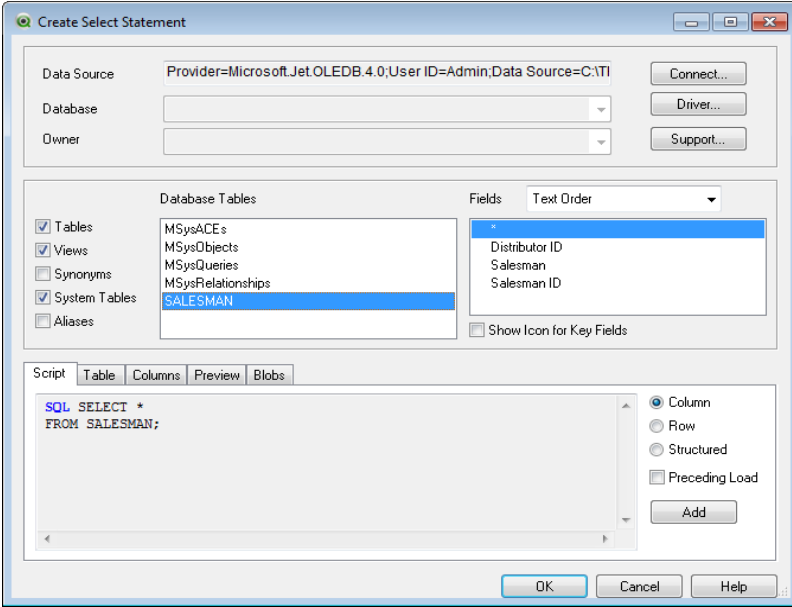 Create Select Statement
Data Source
Provider=Microsoft.Jet.OLEDB.4.0;User ID=Admin;Data Source=C:\TI
Connect...
Database
Driver...
Owner
Support...
Database Tables
Fields
Text Order
Tables
Views
Synonyms
System Tables
Aliases
MSysACEs
MSysObjects
MSysQueries
MSysRelationships
SALESMAN
*
Distributor ID
Salesman
Salesman ID
Show Icon for Key Fields
Script
Table
Columns
Preview
Blobs
SQL SELECT *
FROM SALESMAN;
Column
Row
Structured
Preceding Load
Add
OK
Cancel
Help